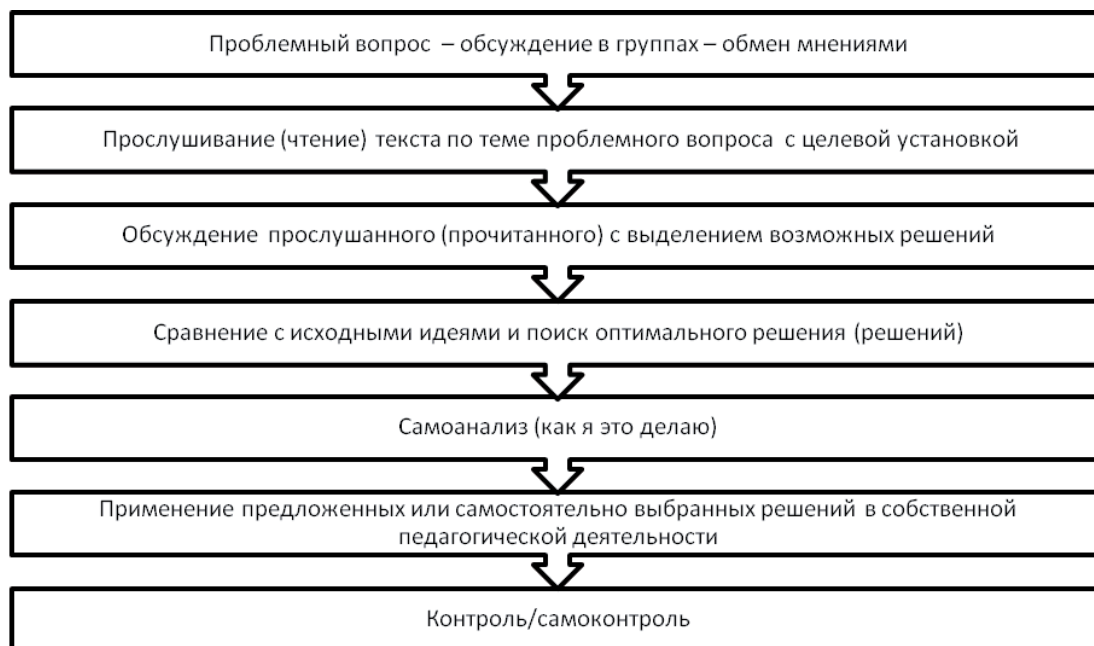 Проблемный вопрос – обсуждение в группах – обмен мнениями
Прослушивание (чтение) текста по теме проблемного вопроса с целевой установкой
Обсуждение прослушанного (прочитанного) с выделением возможных решений
Сравнение с исходными идеями и поиск оптимального решения (решений)
Самоанализ (как я это делаю)
Применение предложенных или самостоятельно выбранных решений в собственной
педагогической деятельности
Контроль/самоконтроль